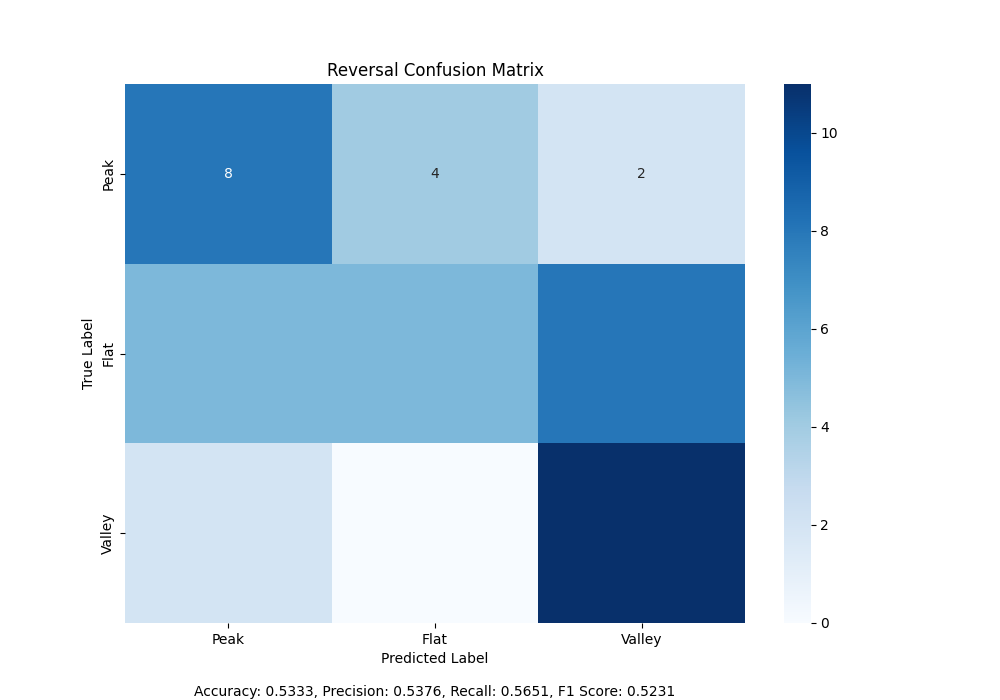 Reversal Confusion Matrix
Peak 8 4 2
True Label
Flat
Valley
Peak Flat Valley
Predicted Label
10
8
6
4
2
0
Accuracy: 0.5333, Precision: 0.5376, Recall: 0.5651, F1 Score: 0.5231